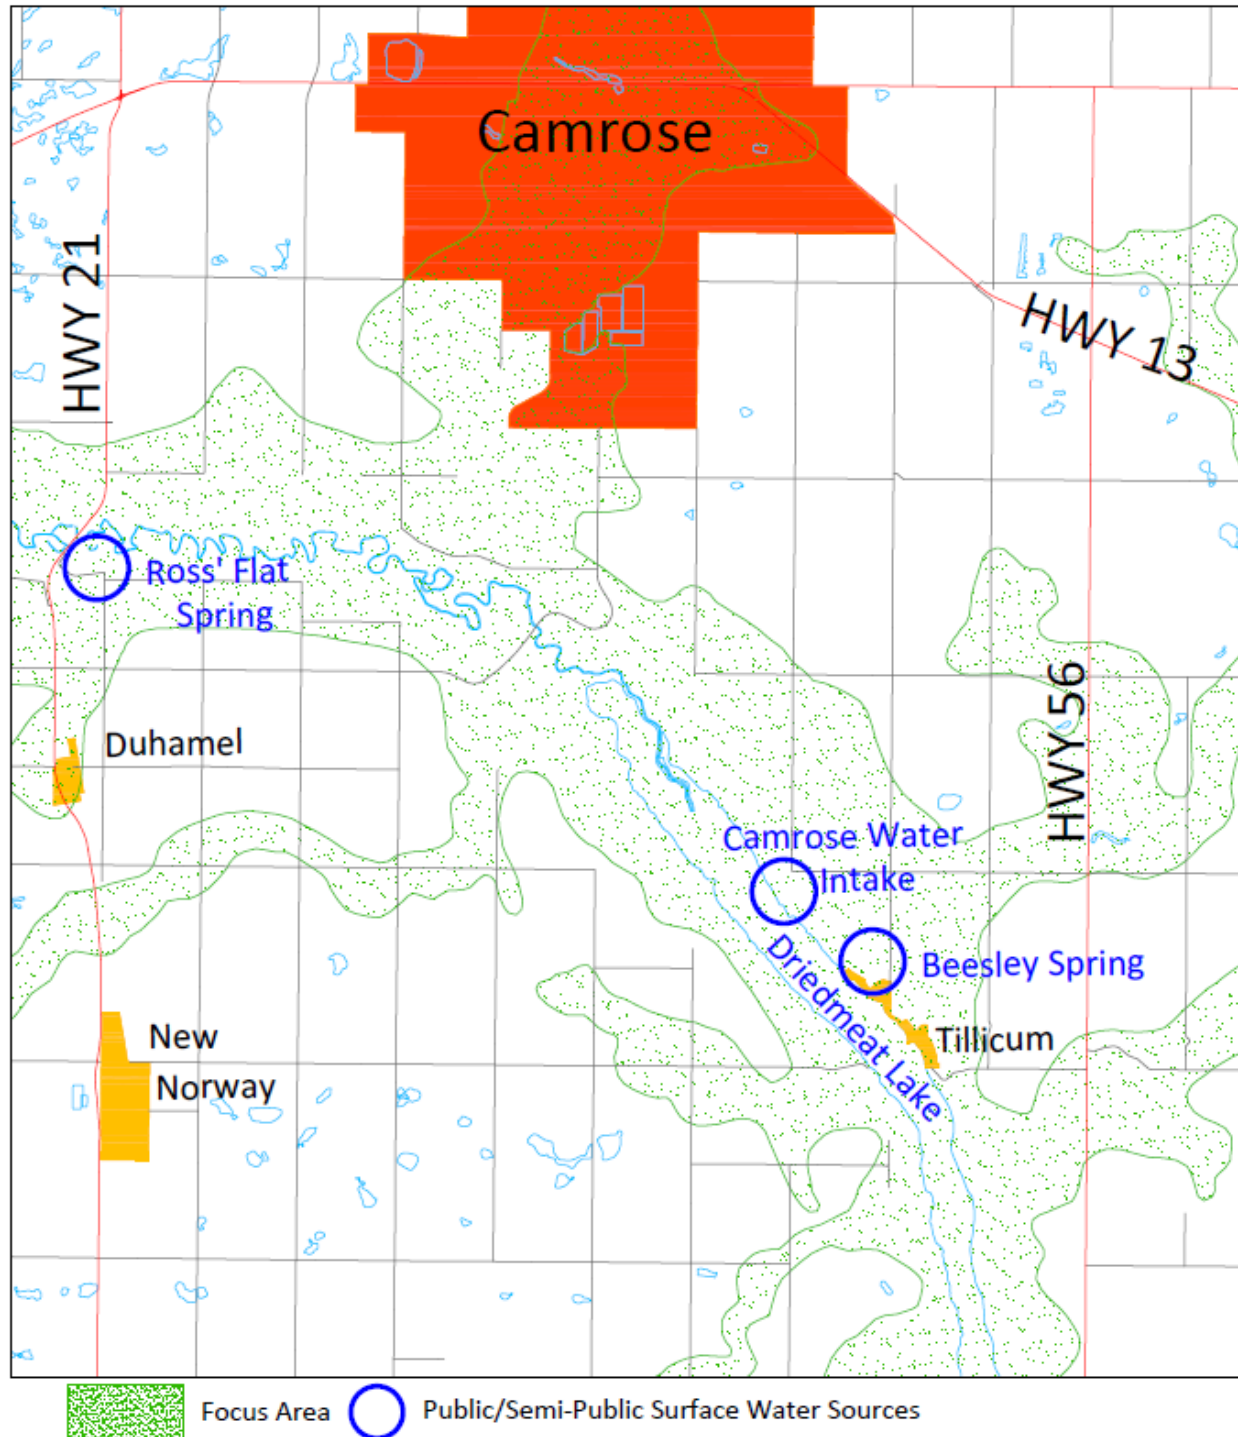 Camrose
HWY 21
HWY 13
Ross' Flat
Spring
HWY 56
Duhamel
Camrose Water
Intake
Driedmeat Lake
Beesley Spring
New
Norway
Tillicum
Focus Area
Public/Semi-Public Surface Water Sources